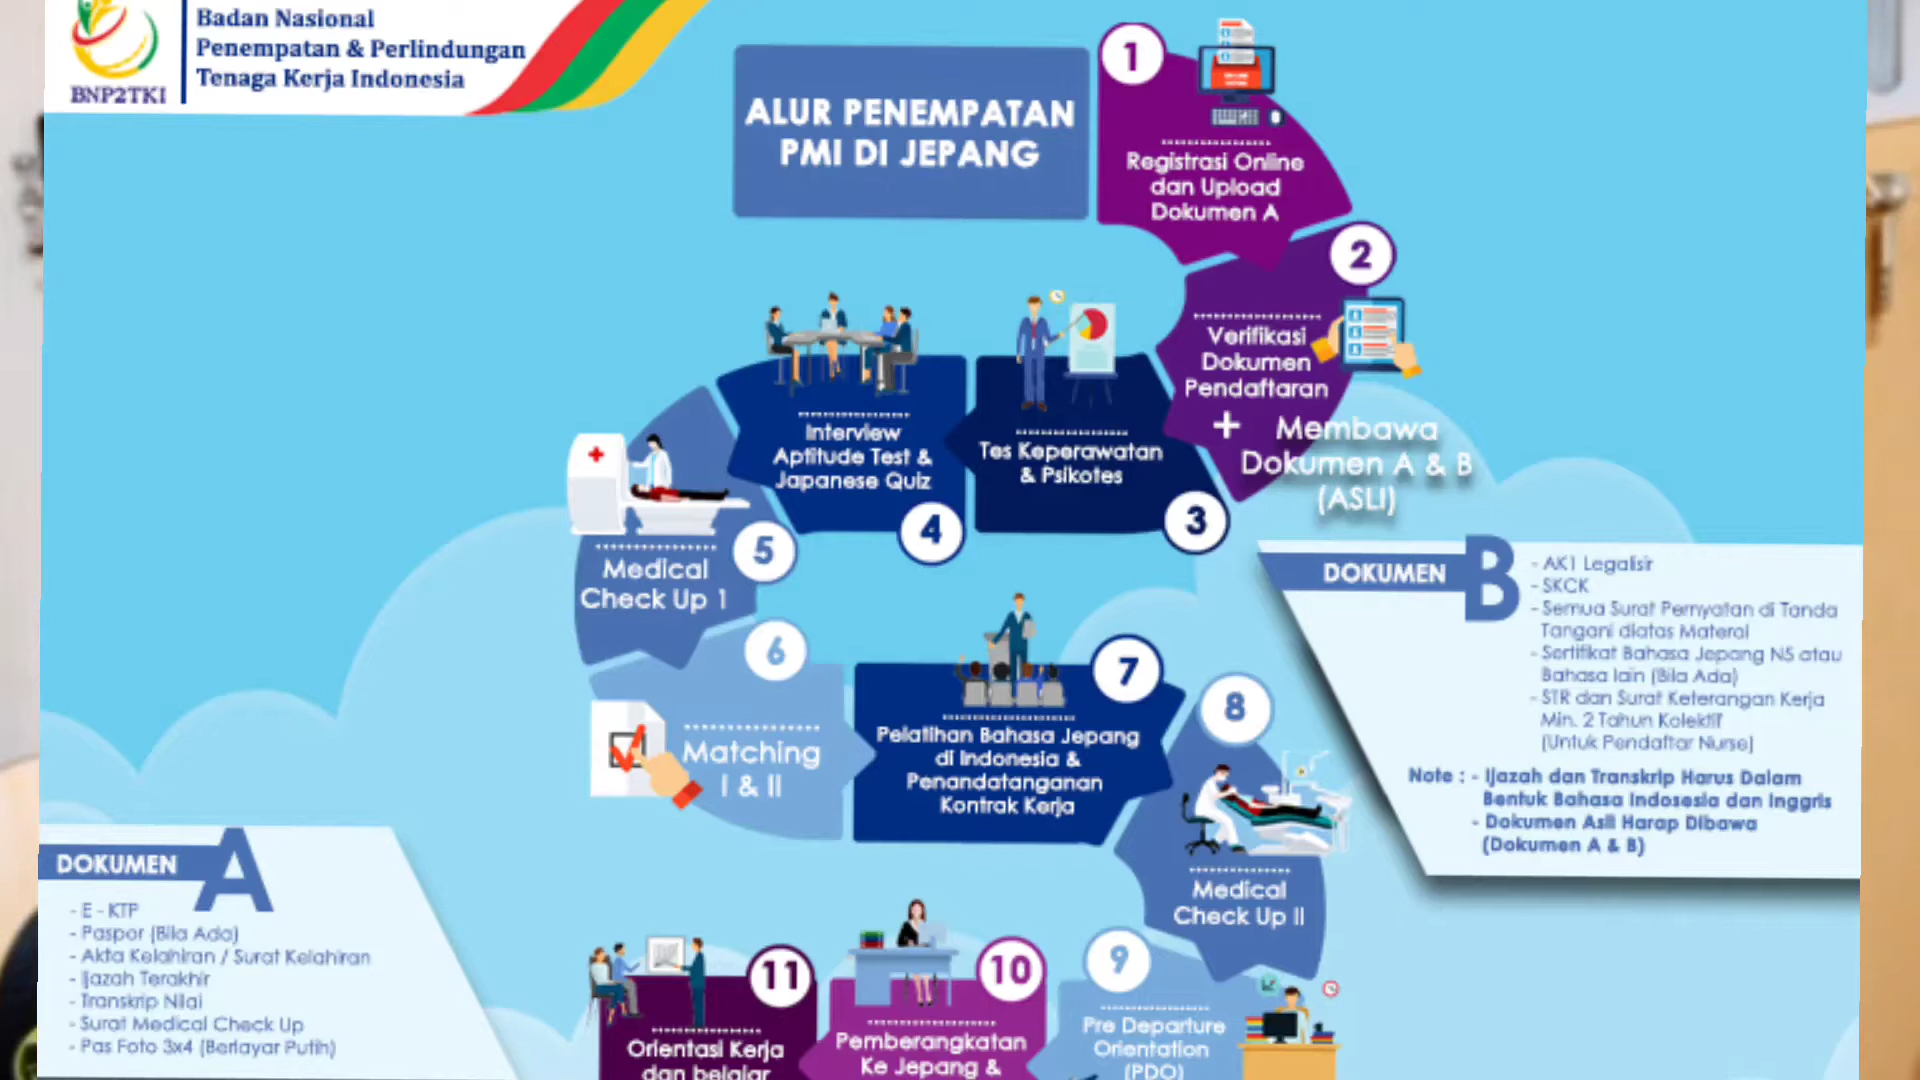 Badan Nasional
Penempatan & Perlindungan
Tenaga Kerja Indonesia
BNP2TKI
ALUR PENEMPATAN
PMI DI JEPANG
1
Registrasi Online
dan Upload
Dokumen A
2
Verifikasi
Dokumen
Pendaftaran
+ Membawa
Dokumen A & B
(ASLI)
Tes Keperawatan
& Psikotes
3
Interview
Aptitude Test &
Japanese Quiz
4
5
Medical
Check Up 1
6
Matching
I & II
7
Pelatihan Bahasa Jepang
di Indonesia &
Penandatanganan
Kontrak Kerja
8
Medical
Check Up II
9
Pre Departure
Orientation
(PDO)
10
Pemberangkatan
Ke Jepang &
11
Orientasi Kerja
dan belajar
DOKUMEN A
- E - KTP
- Paspor (Bila Ada)
- Akta Kelahiran / Surat Kelahiran
- Ijazah Terakhir
- Transkrip Nilai
- Surat Medical Check Up
- Pas Foto 3x4 (Berlayar Putih)
DOKUMEN B
- AK1 Legalisir
- SKCK
- Semua Surat Pernyatan di Tanda
Tangani diatas Materai
- Sertifikat Bahasa Jepang N5 atau
Bahasa lain (Bila Ada)
- STR dan Surat Keterangan Kerja
Min. 2 Tahun Kolektif
(Untuk Pendaftar Nurse)
Note : - Ijazah dan Transkrip Harus Dalam
Bentuk Bahasa Indosesia dan Inggris
- Dokumen Asli Harap Dibawa
(Dokumen A & B)